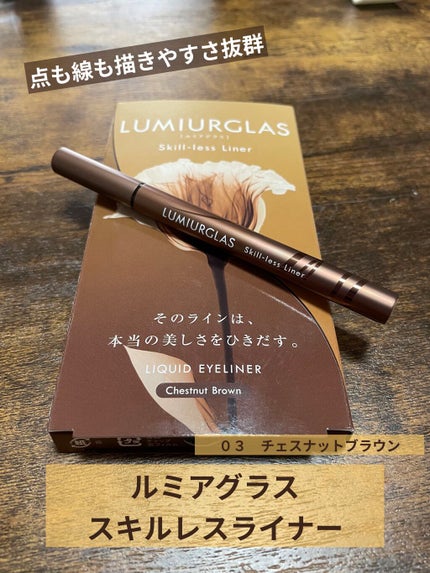 点も線も描きやすさ抜群
LUMIURGLAS
[ルミアグラス]
Skill-less Liner
LUMIURGLAS Skill-less Liner
そのラインは、
本当の美しさをひきだす。
LIQUID EYELINER
Chestnut Brown
03 チェスナットブラウン
ルミアグラス
スキルレスライナー